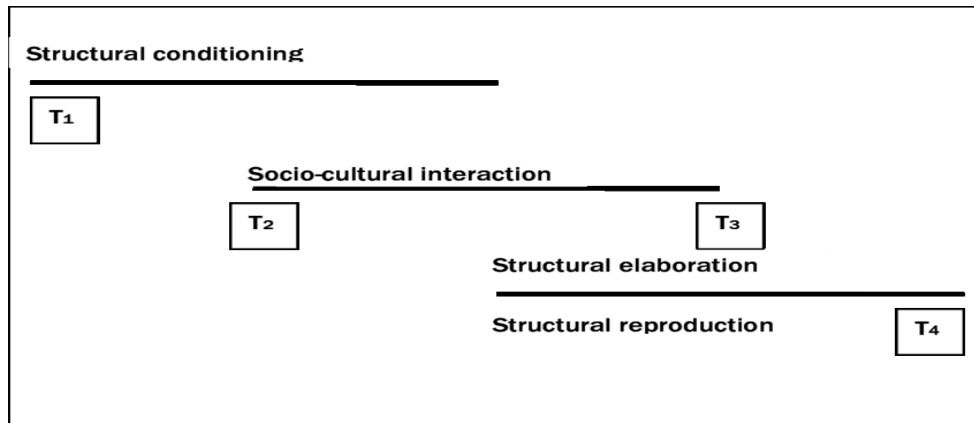 Structural conditioning
T1
Socio-cultural interaction
T2
T3
Structural elaboration
Structural reproduction
T4